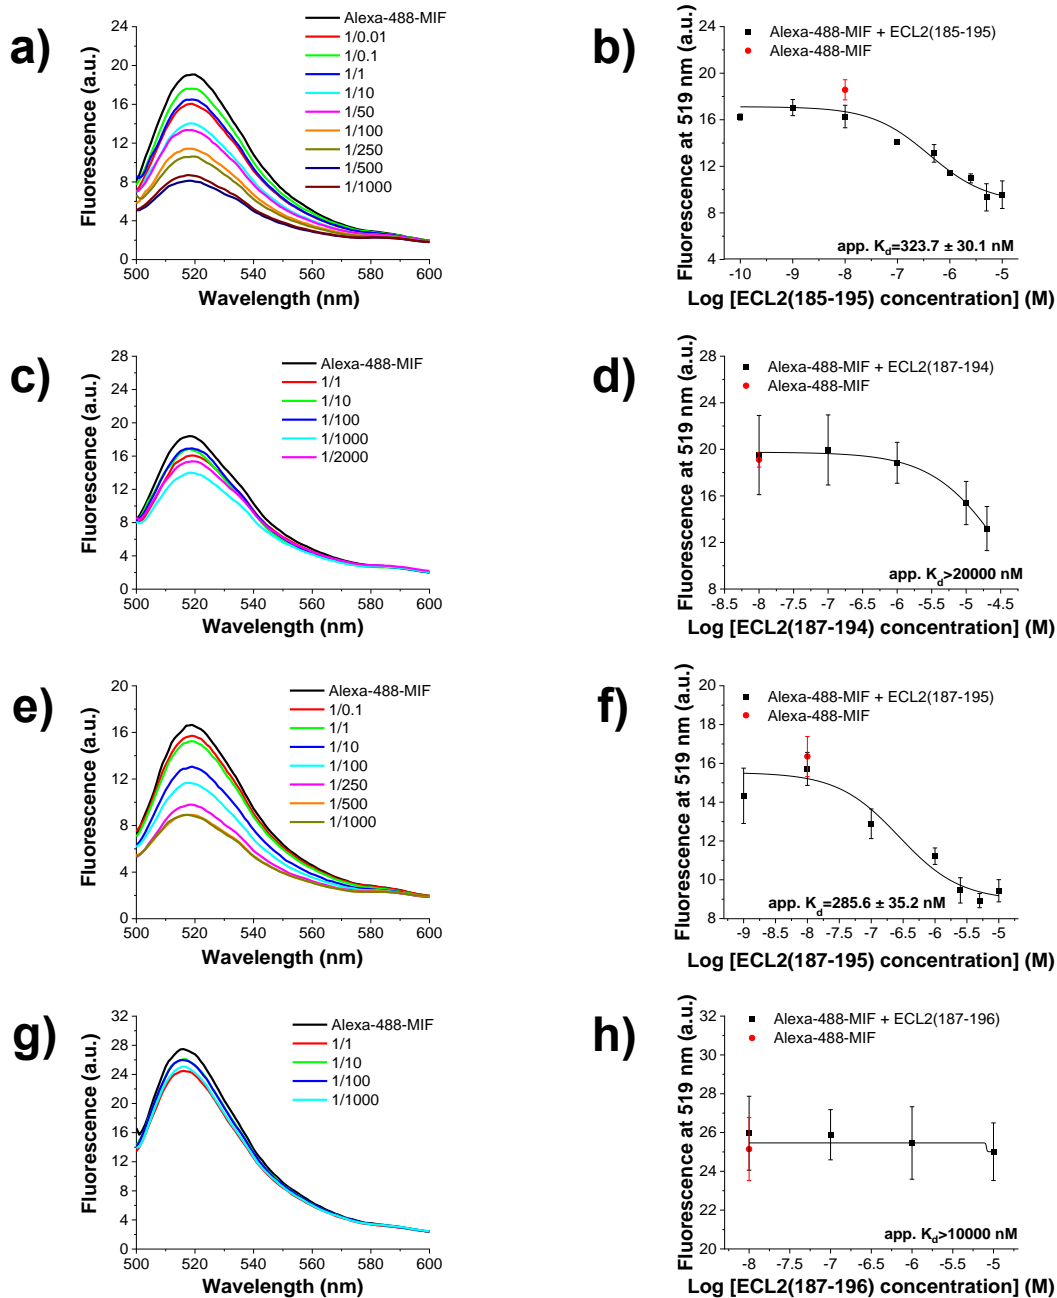 a)
Fluorescence (a.u.)
28
24
20
16
12
8
4
0
500 520 540 560 580 600
Wavelength (nm)
Alexa-488-MIF
1/0.01
1/0.1
1/1
1/10
1/50
1/100
1/250
1/500
1/1000
b)
Fluorescence at 519 nm (a.u.)
24
20
16
12
8
4
-10 -9 -8 -7 -6 -5
Log [ECL2(185-195) concentration] (M)
Alexa-488-MIF + ECL2(185-195)
Alexa-488-MIF
app. Kd=323.7 ± 30.1 nM
c)
Fluorescence (a.u.)
28
24
20
16
12
8
4
0
500 520 540 560 580 600
Wavelength (nm)
Alexa-488-MIF
1/1
1/10
1/100
1/1000
1/2000
d)
Fluorescence at 519 nm (a.u.)
28
24
20
16
12
8
-8.5 -8 -7.5 -7 -6.5 -6 -5.5 -5 -4.5
Log [ECL2(187-194) concentration] (M)
Alexa-488-MIF + ECL2(187-194)
Alexa-488-MIF
app. Kd>20000 nM
e)
Fluorescence (a.u.)
20
16
12
8
4
0
500 520 540 560 580 600
Wavelength (nm)
Alexa-488-MIF
1/0.1
1/1
1/10
1/100
1/250
1/500
1/1000
f)
Fluorescence at 519 nm (a.u.)
20
18
16
14
12
10
8
-9 -8.5 -8 -7.5 -7 -6.5 -6 -5.5 -5
Log [ECL2(187-195) concentration] (M)
Alexa-488-MIF + ECL2(187-195)
Alexa-488-MIF
app. Kd=285.6 ± 35.2 nM
g)
Fluorescence (a.u.)
32
28
24
20
16
12
8
4
0
500 520 540 560 580 600
Wavelength (nm)
Alexa-488-MIF
1/1
1/10
1/100
1/1000
h)
Fluorescence at 519 nm (a.u.)
32
30
28
26
24
22
20
-8 -7.5 -7 -6.5 -6 -5.5 -5
Log [ECL2(187-196) concentration] (M)
Alexa-488-MIF + ECL2(187-196)
Alexa-488-MIF
app. Kd>10000 nM